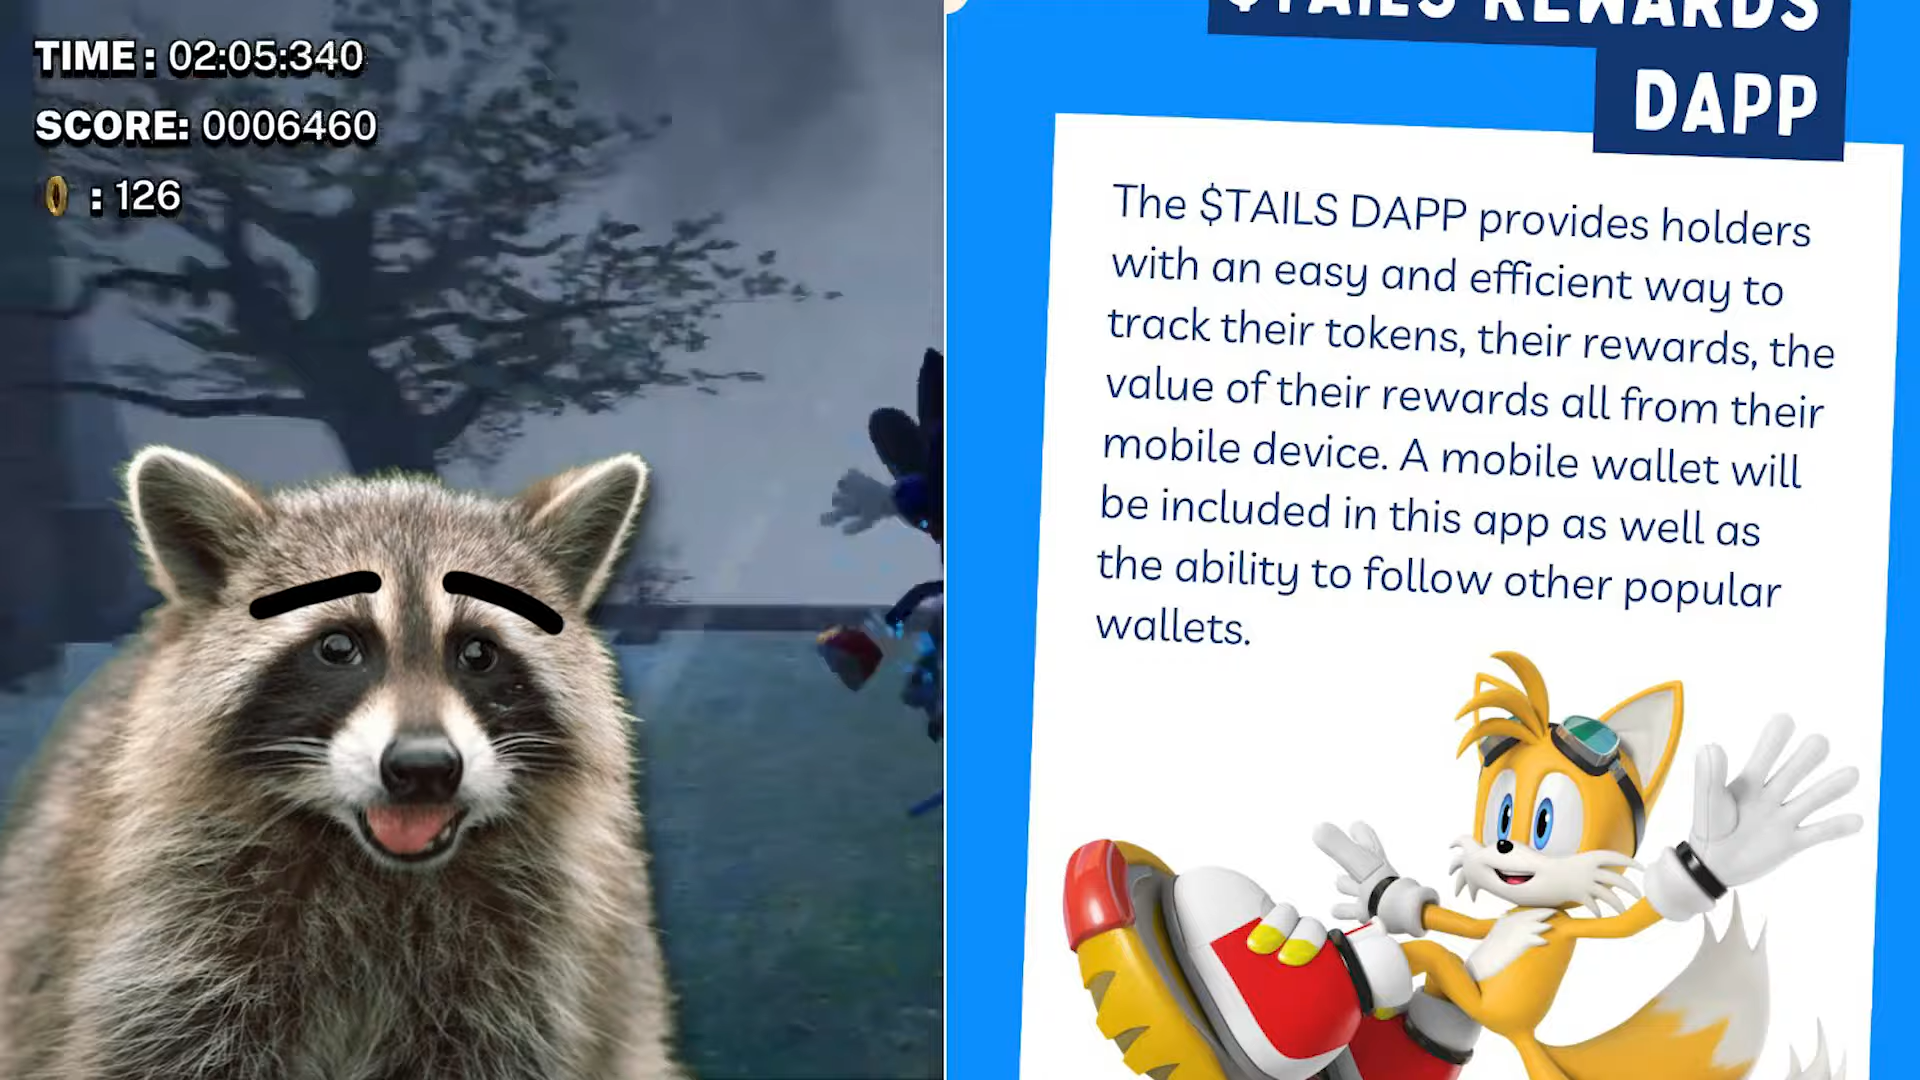 TIME : 02:05:340
SCORE: 0006460
: 126
$TAILS REWARDS
DAPP
The $TAILS DAPP provides holders
with an easy and efficient way to
track their tokens, their rewards, the
value of their rewards all from their
mobile device. A mobile wallet will
be included in this app as well as
the ability to follow other popular
wallets.